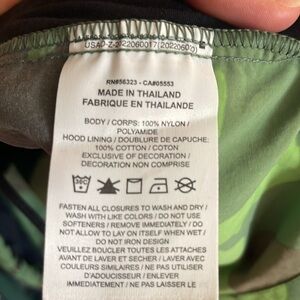 RN#56323 - CA#05553
MADE IN THAILAND
FABRIQUE EN THAILANDE
BODY / CORPS: 100% NYLON /
POLYAMIDE
HOOD LINING / DOUBLURE DE CAPUCHE:
100% COTTON / COTON
EXCLUSIVE OF DECORATION /
DECORATION NON COMPRISE
FASTEN ALL CLOSURES TO WASH AND DRY /
WASH WITH LIKE COLORS / DO NOT USE
SOFTENERS / REMOVE IMMEDIATELY / DO
NOT ALLOW TO LAY ON ITSELF WHEN WET /
DO NOT IRON DESIGN
VEUILLEZ BOUCLER TOUTES LES ATTACHES
AVANT DE LAVER ET SECHER / LAVER AVEC
COULEURS SIMILAIRES / NE PAS UTILISER
D'ADOUCISSEUR / ENLEVER
IMMEDIATEMENT / NE PAS LAISSER LE